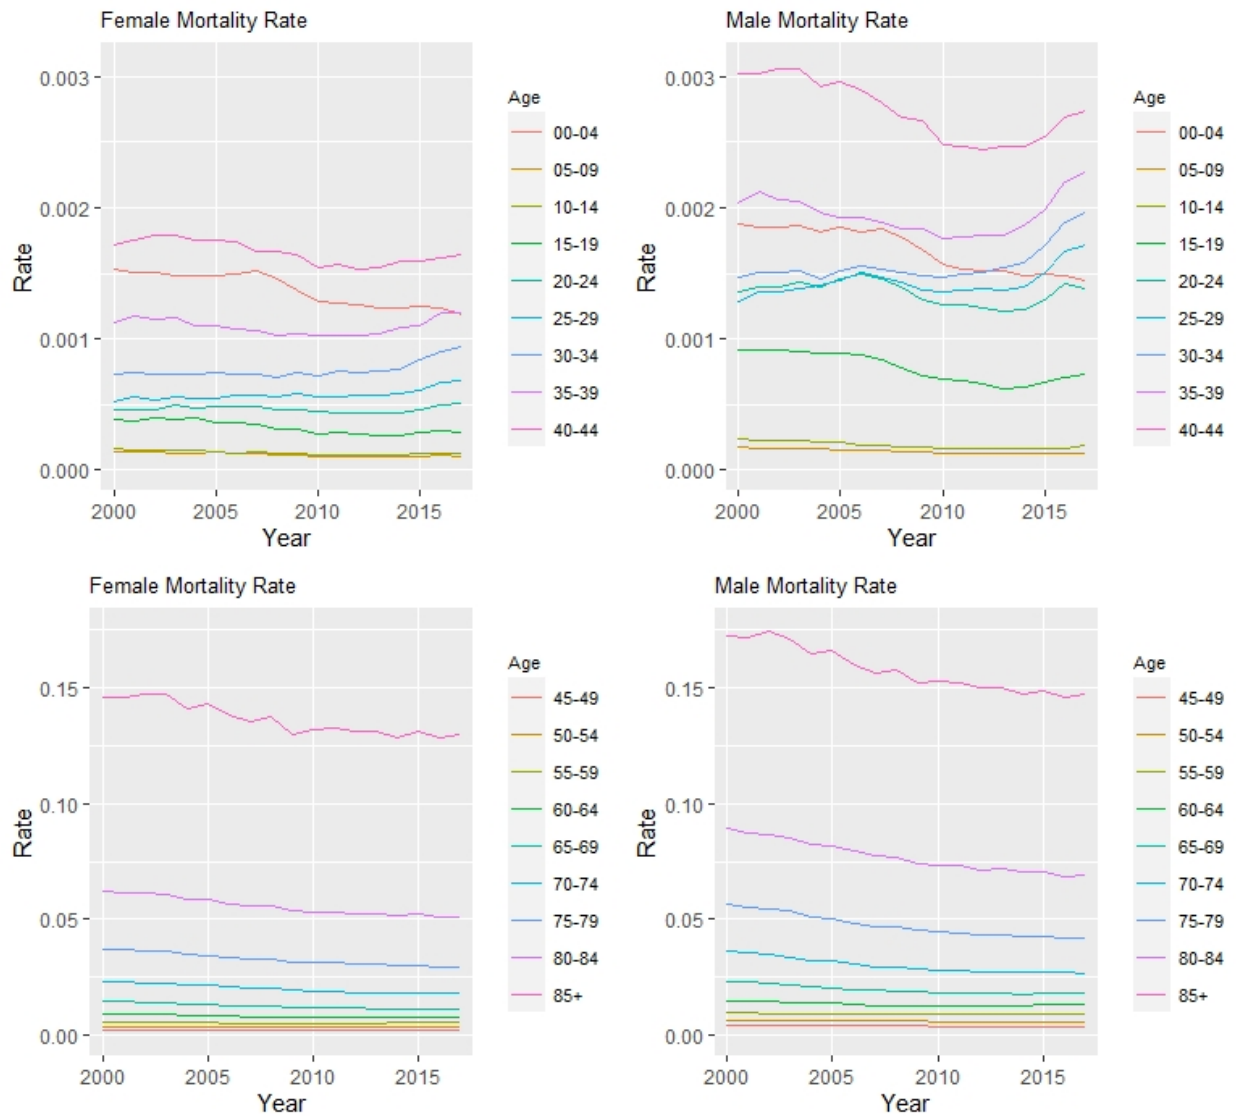 Female Mortality Rate
Rate
0.003
0.002
0.001
0.000
2000 2005 2010 2015
Year
Age
00-04
05-09
10-14
15-19
20-24
25-29
30-34
35-39
40-44
Male Mortality Rate
Rate
0.003
0.002
0.001
0.000
2000 2005 2010 2015
Year
Age
00-04
05-09
10-14
15-19
20-24
25-29
30-34
35-39
40-44
Female Mortality Rate
Rate
0.15
0.10
0.05
0.00
2000 2005 2010 2015
Year
Age
45-49
50-54
55-59
60-64
65-69
70-74
75-79
80-84
85+
Male Mortality Rate
Rate
0.15
0.10
0.05
0.00
2000 2005 2010 2015
Year
Age
45-49
50-54
55-59
60-64
65-69
70-74
75-79
80-84
85+